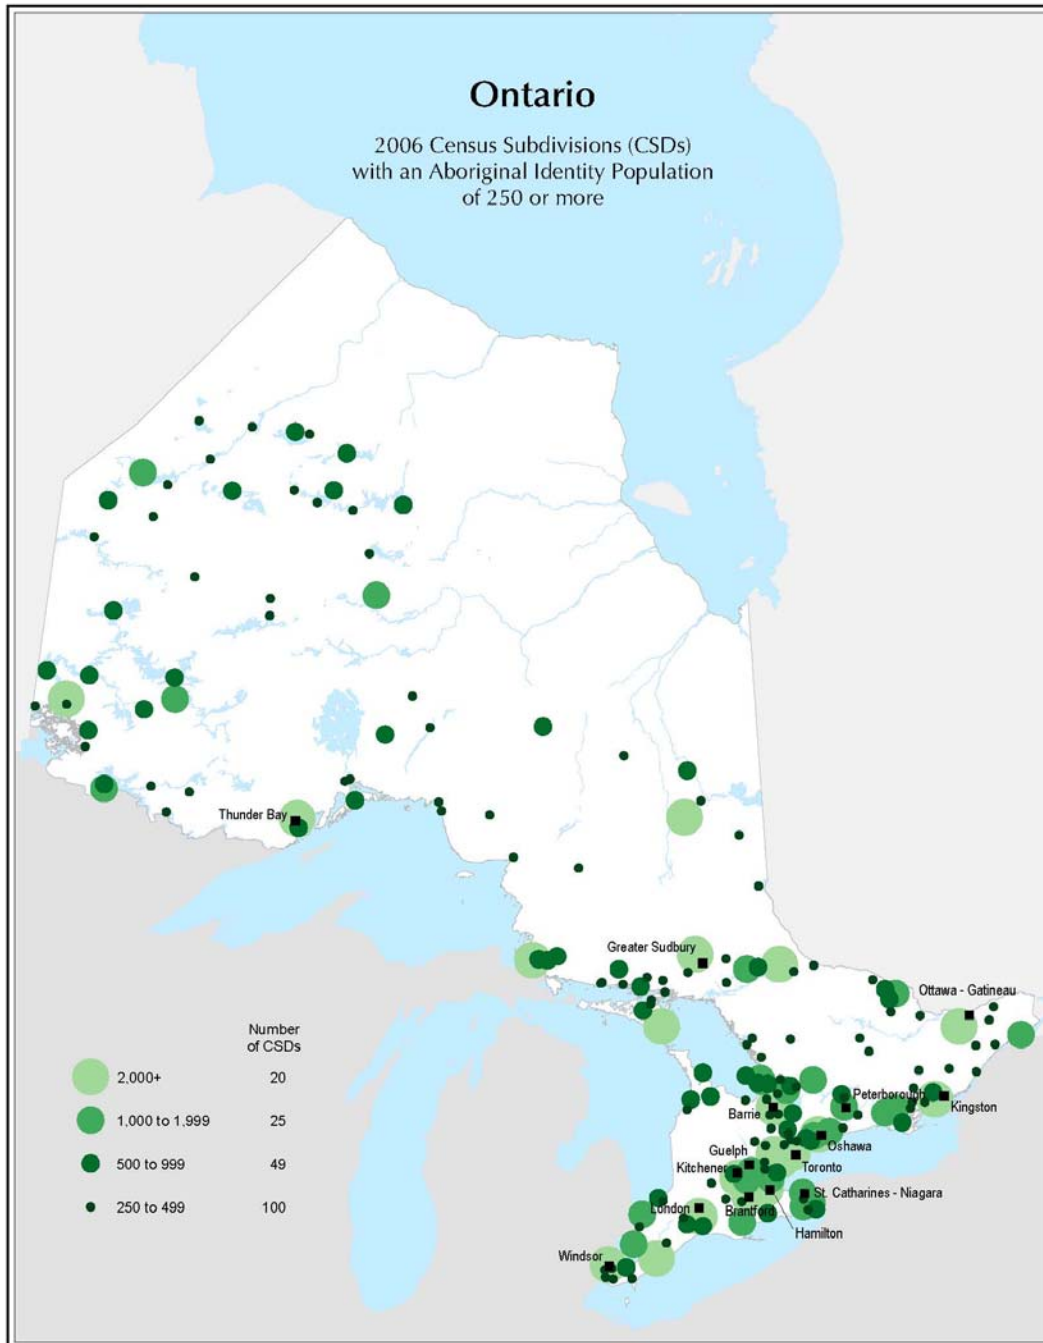 Ontario
2006 Census Subdivisions (CSDs)
with an Aboriginal Identity Population
of 250 or more
Thunder Bay
Greater Sudbury
Ottawa - Gatineau
Number
of CSDs
2,000+ 20
1,000 to 1,999 25
500 to 999 49
250 to 499 100
Peterborough
Kingston
Barrie
Oshawa
Guelph
Toronto
Kitchener
St. Catharines - Niagara
London
Brantford
Hamilton
Windsor